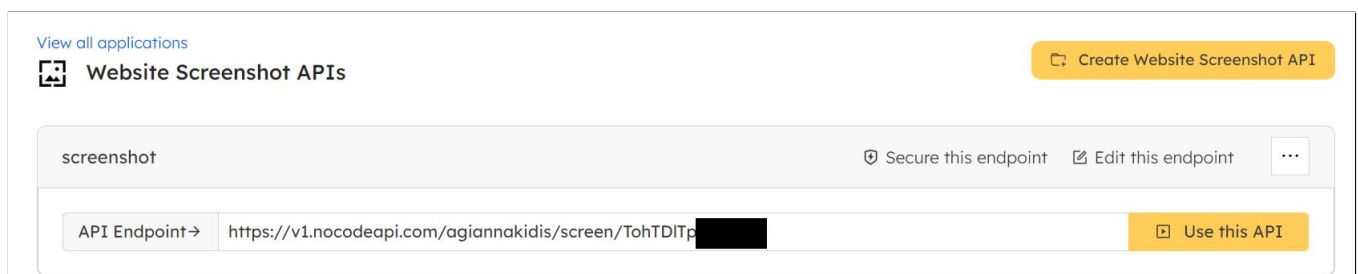 View all applications
Website Screenshot APIs
Create Website Screenshot API
screenshot
Secure this endpoint
Edit this endpoint
...
API Endpoint→
https://v1.nocodeapi.com/agiannakidis/screen/TohTDlTp
Use this API